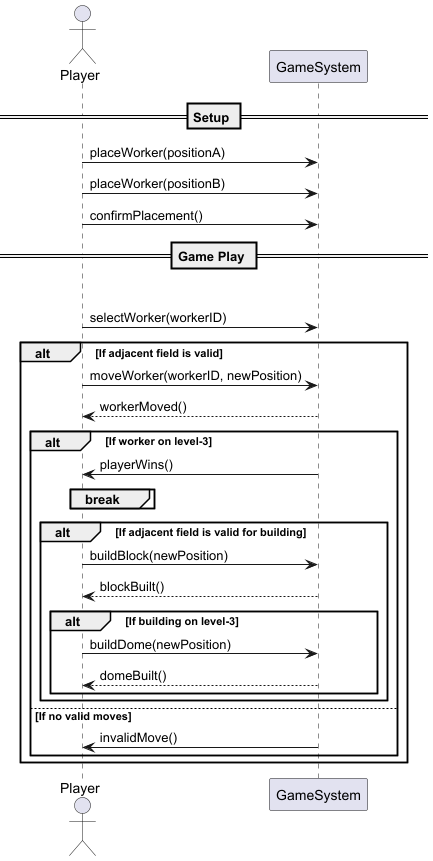 Player
GameSystem
Setup
placeWorker(positionA)
placeWorker(positionB)
confirmPlacement()
Game Play
selectWorker(workerID)
alt [If adjacent field is valid]
moveWorker(workerID, newPosition)
workerMoved()
alt [If worker on level-3]
playerWins()
break
alt [If adjacent field is valid for building]
buildBlock(newPosition)
blockBuilt()
alt [If building on level-3]
buildDome(newPosition)
domeBuilt()
[If no valid moves]
invalidMove()
Player
GameSystem